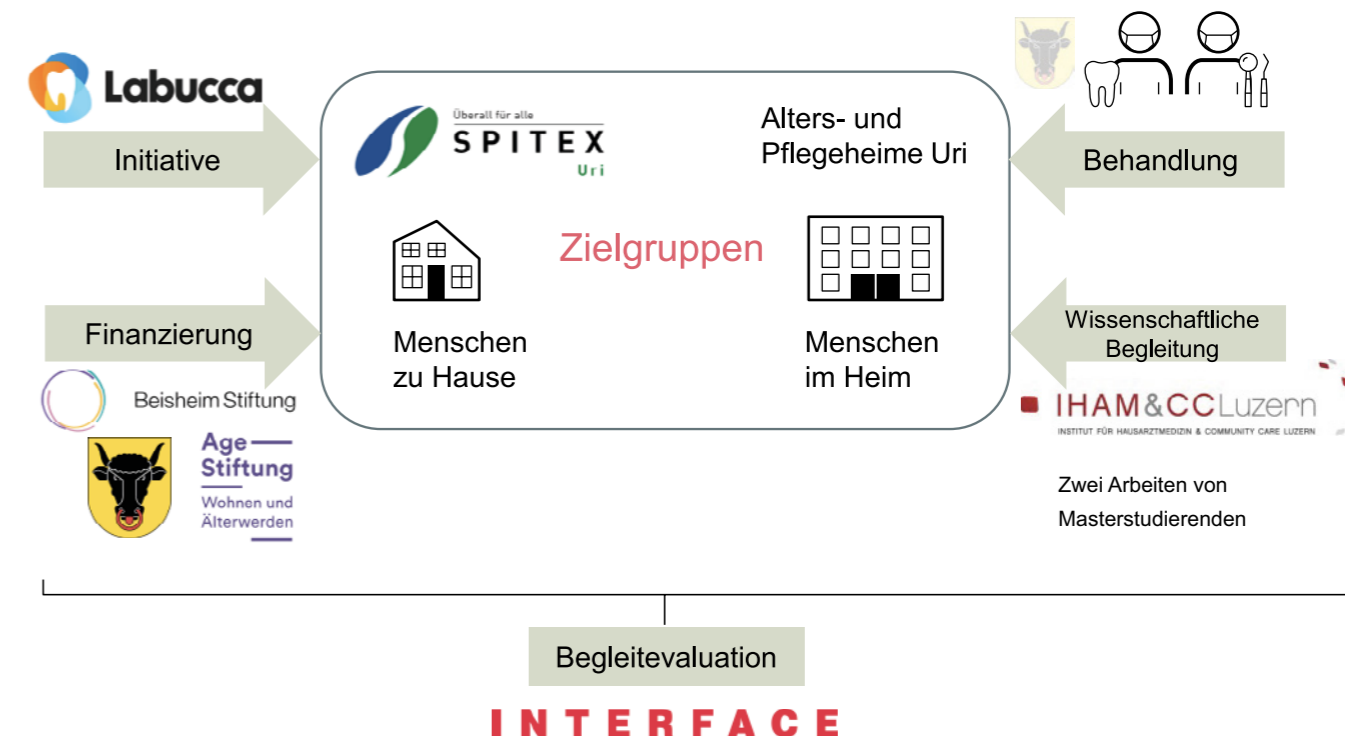 Labucca
Initiative
Finanzierung
Beisheim Stiftung
Age
Stiftung
Wohnen und
Älterwerden
Überall für alle
SPITEX
Uri
Alters- und
Pflegeheime Uri
Zielgruppen
Menschen
zu Hause
Menschen
im Heim
Behandlung
Wissenschaftliche
Begleitung
IHAM&CCLuzern
INSTITUT FÜR HAUSARZTMEDIZIN & COMMUNITY CARE LUZERN
Zwei Arbeiten von
Masterstudierenden
Begleitevaluation
INTERFACE